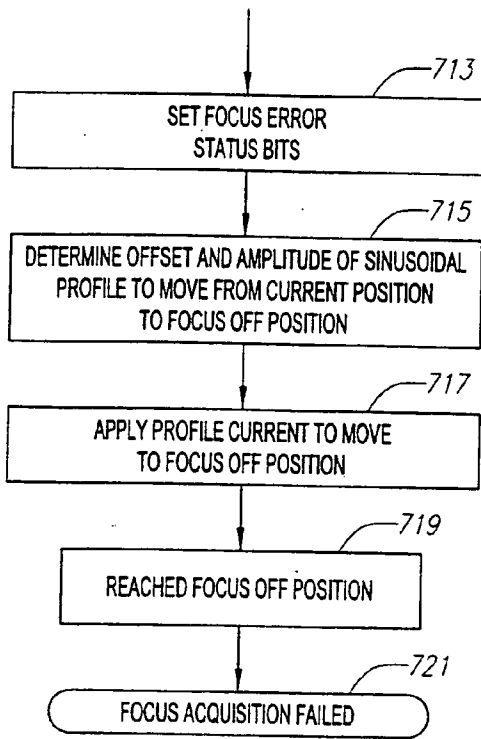 713
SET FOCUS ERROR
STATUS BITS
715
DETERMINE OFFSET AND AMPLITUDE OF SINUSOIDAL
PROFILE TO MOVE FROM CURRENT POSITION
TO FOCUS OFF POSITION
717
APPLY PROFILE CURRENT TO MOVE
TO FOCUS OFF POSITION
719
REACHED FOCUS OFF POSITION
721
FOCUS ACQUISITION FAILED